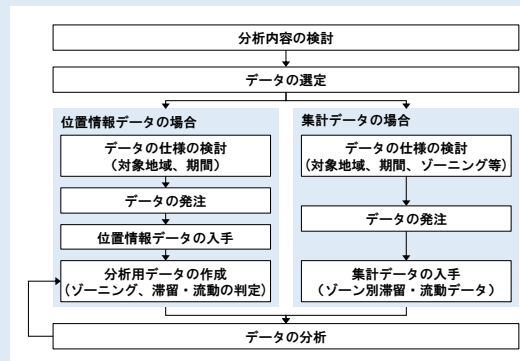 分析内容の検討
データの選定
位置情報データの場合
データの仕様の検討
(対象地域、期間)
データの発注
位置情報データの入手
分析用データの作成
(ゾーニング、滞留・流動の判定)
集計データの場合
データの仕様の検討
(対象地域、期間、ゾーニング等)
データの発注
集計データの入手
(ゾーン別滞留・流動データ)
データの分析